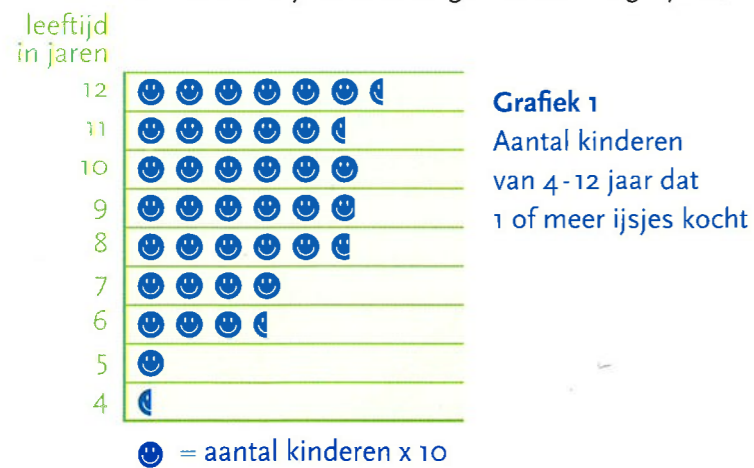 leeftijd
in jaren
12
11
10
9
8
7
6
5
4
Grafiek 1
Aantal kinderen
van 4-12 jaar dat
1 of meer ijsjes kocht
= aantal kinderen x 10